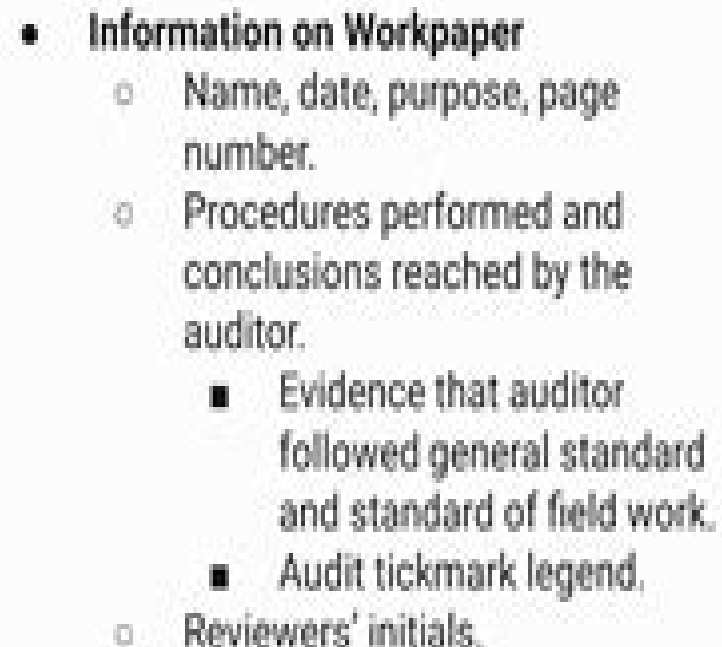 • Information on Workpaper
○ Name, date, purpose, page
number.
○ Procedures performed and
conclusions reached by the
auditor.
■ Evidence that auditor
followed general standard
and standard of field work.
■ Audit tickmark legend.
○ Reviewers' initials.